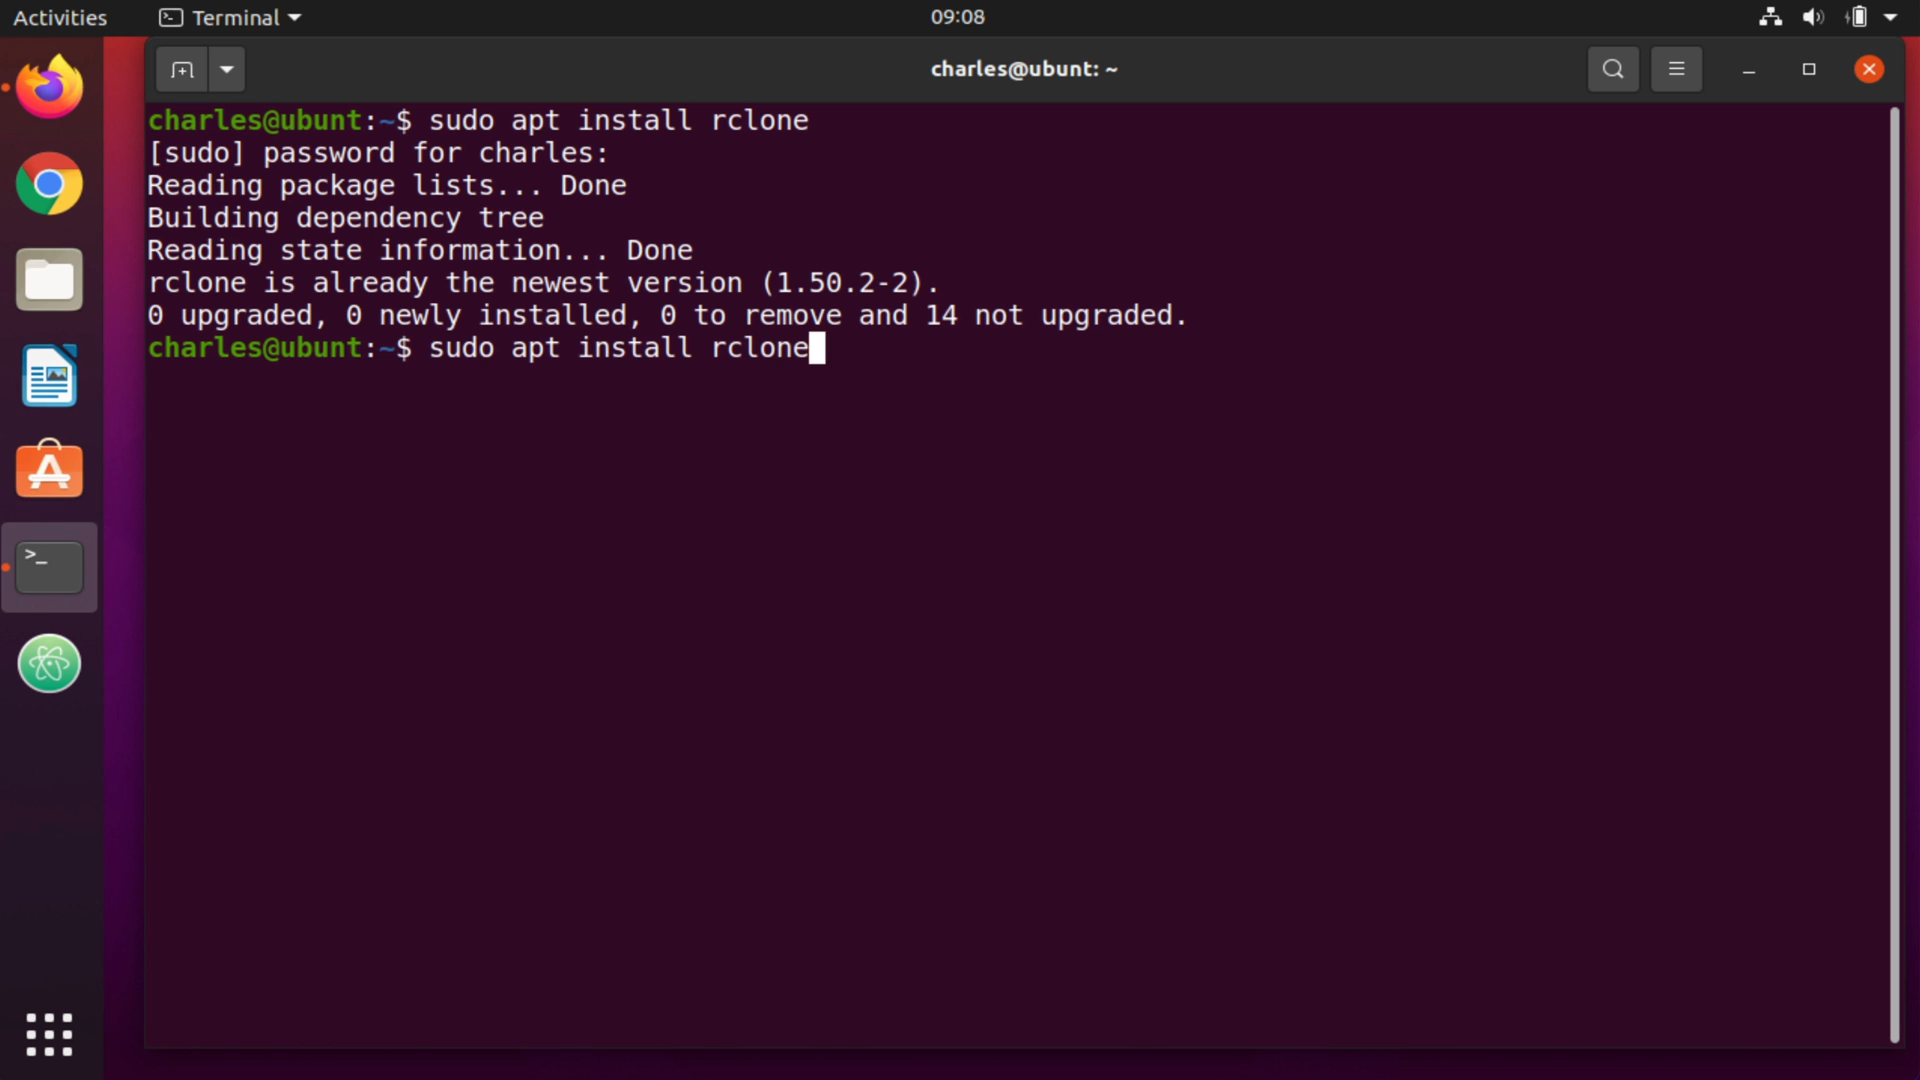 Activities
Terminal
09:08
charles@ubunt: ~
charles@ubunt:~$ sudo apt install rclone
[sudo] password for charles:
Reading package lists... Done
Building dependency tree
Reading state information... Done
rclone is already the newest version (1.50.2-2).
0 upgraded, 0 newly installed, 0 to remove and 14 not upgraded.
charles@ubunt:~$ sudo apt install rclone